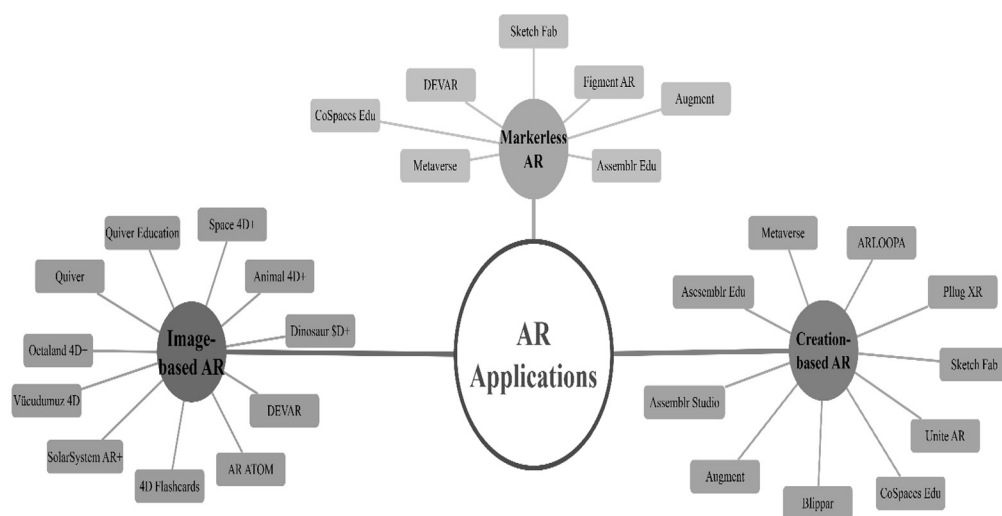 Sketch Fab
DEVAR
Figment AR
Augment
CoSpaces Edu
Markerless
AR
Metaverse
Assemblr Edu
AR
Applications
Quiver Education
Space 4D+
Quiver
Animal 4D+
Octaland 4D+
Image-
based AR
Dinosaur $D+
Vücudumuz 4D
DEVAR
SolarSystem AR+
AR ATOM
4D Flashcards
Metaverse
ARLOOPA
Asesemblr Edu
Pllug XR
Creation-
based AR
Sketch Fab
Assemblr Studio
Unite AR
Augment
CoSpaces Edu
Blippar